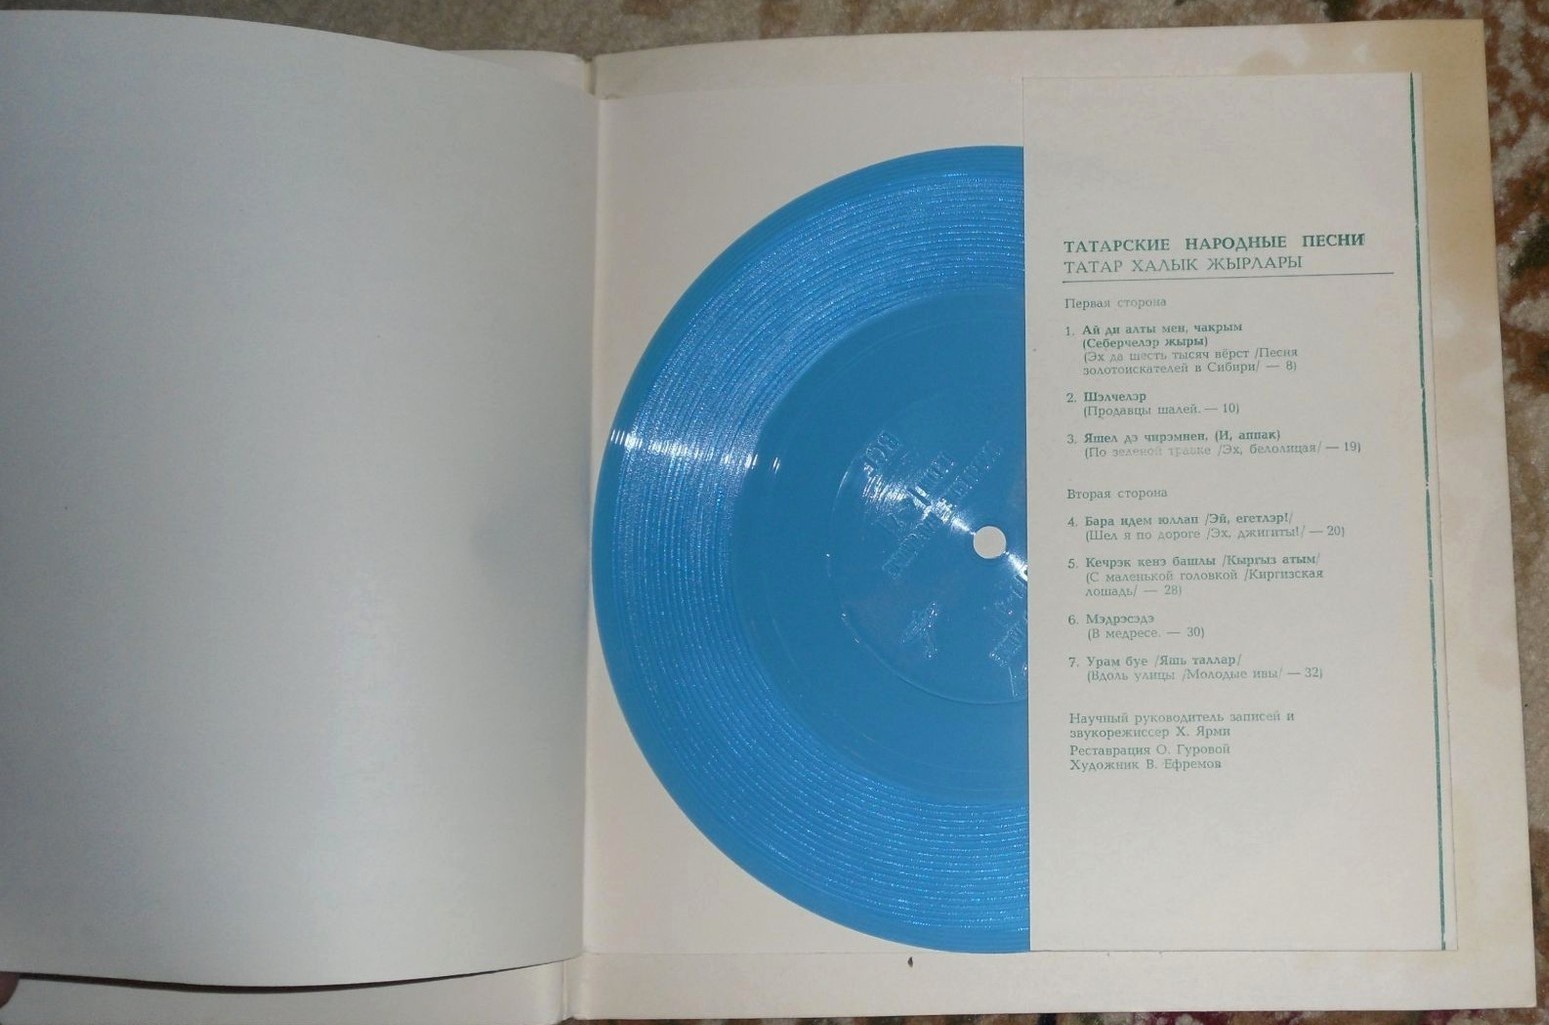 ТАТАРСКИЕ НАРОДНЫЕ ПЕСНИ
ТАТАР ХАЛЫК ЖЫРЛАРЫ
Первая сторона
1. Ай ди алты мен, чакрым
(Себерчелэр жыры)
(Эх да шесть тысяч вёрст /Песня
золотоискателей в Сибири/ — 8)
2. Шэлчелэр
(Продавцы шалей. — 10)
3. Яшел дэ чирэмнен, (И, аппак)
(По зеленой травке /Эх, белолицая/ — 19)
Вторая сторона
4. Бара идем юллап /Эй, егетлэр!/
(Шел я по дороге /Эх, джигиты!/ — 20)
5. Кечрэк кенэ башлы /Кыргыз атым/
(С маленькой головкой /Киргизская
лошадь/ — 28)
6. Мэдрэсэдэ
(В медресе. — 30)
7. Урам буе /Яшь таллар/
(Вдоль улицы /Молодые ивы/ — 32)
Научный руководитель записей и
звукорежиссер Х. Ярми
Реставрация О. Гуровой
Художник В. Ефремов